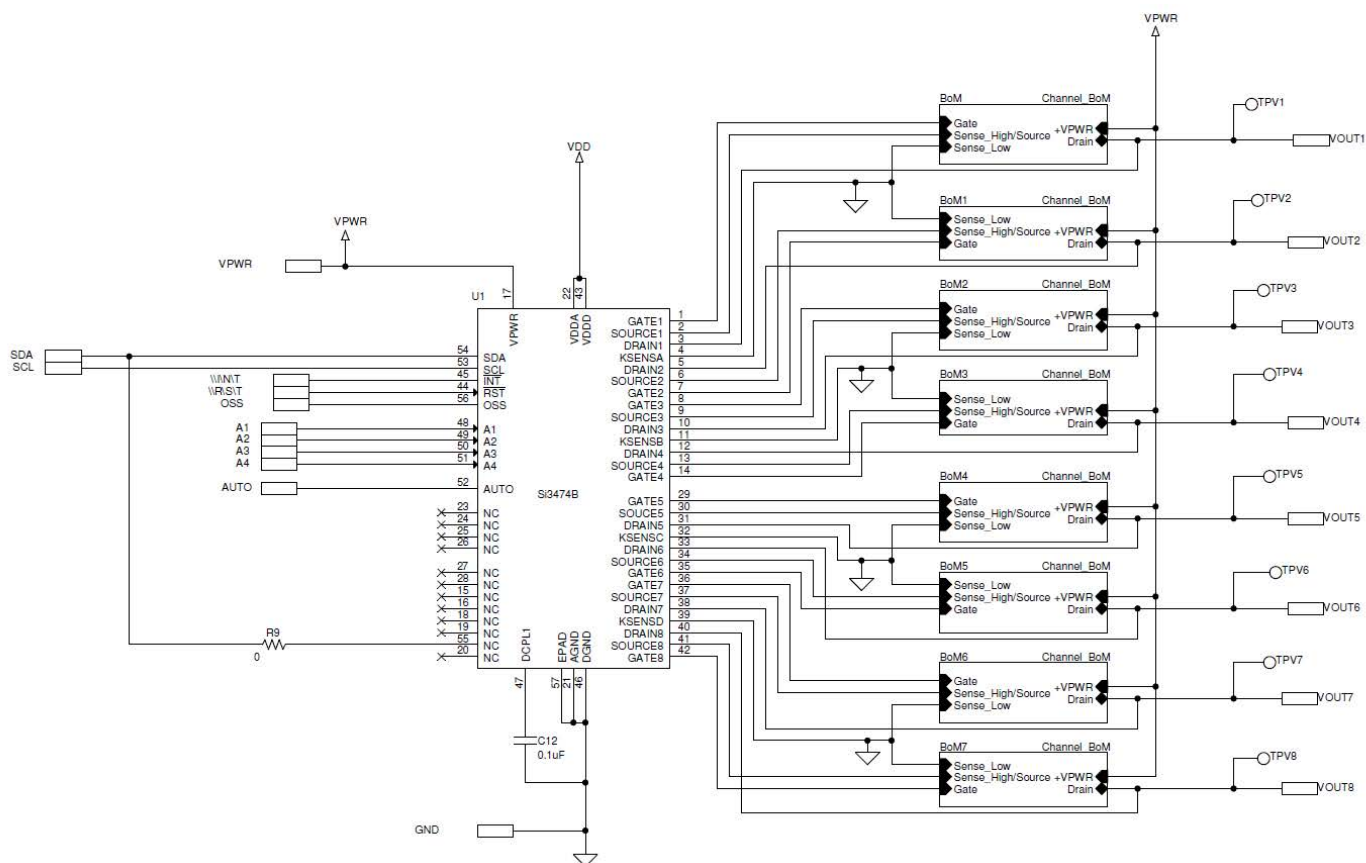 VPWR
BoM Channel_BoM
Gate
Sense_High/Source +VPWR
Sense_Low Drain
TPV1
VOUT1
BoM1 Channel_BoM
Sense_Low
Sense_High/Source +VPWR
Gate Drain
TPV2
VOUT2
BoM2 Channel_BoM
Gate
Sense_High/Source +VPWR
Sense_Low Drain
TPV3
VOUT3
BoM3 Channel_BoM
Sense_Low
Sense_High/Source +VPWR
Gate Drain
TPV4
VOUT4
BoM4 Channel_BoM
Gate
Sense_High/Source +VPWR
Sense_Low Drain
TPV5
VOUT5
BoM5 Channel_BoM
Sense_Low
Sense_High/Source +VPWR
Gate Drain
TPV6
VOUT6
BoM6 Channel_BoM
Gate
Sense_High/Source +VPWR
Sense_Low Drain
TPV7
VOUT7
BoM7 Channel_BoM
Sense_Low
Sense_High/Source +VPWR
Gate Drain
TPV8
VOUT8
VDD
VPWR
VPWR
U1
17
VPWR
22
VDDA
43
VDDD
SDA 54 SDA
SCL 53 SCL
\\I\N\T 45 INT
\\R\S\T 44 RST
OSS 56 OSS
A1 48 A1
A2 49 A2
A3 50 A3
A4 51 A4
AUTO 52 AUTO
Si3474B
23 NC
24 NC
25 NC
26 NC
27 NC
28 NC
15 NC
16 NC
18 NC
19 NC
55 NC
20 NC
R9
0
GATE1 1
SOURCE1 2
DRAIN1 3
KSENSA 4
DRAIN2 5
SOURCE2 6
GATE2 7
GATE3 8
SOURCE3 9
DRAIN3 10
KSENSB 11
DRAIN4 12
SOURCE4 13
GATE4 14
GATE5 29
SOUCE5 30
DRAIN5 31
KSENSC 32
DRAIN6 33
SOURCE6 34
GATE6 35
GATE7 36
SOURCE7 37
DRAIN7 38
KSENSD 39
DRAIN8 40
SOURCE8 41
GATE8 42
DCPL1
47
EPAD
57
AGND
21
DGND
46
C12
0.1uF
GND